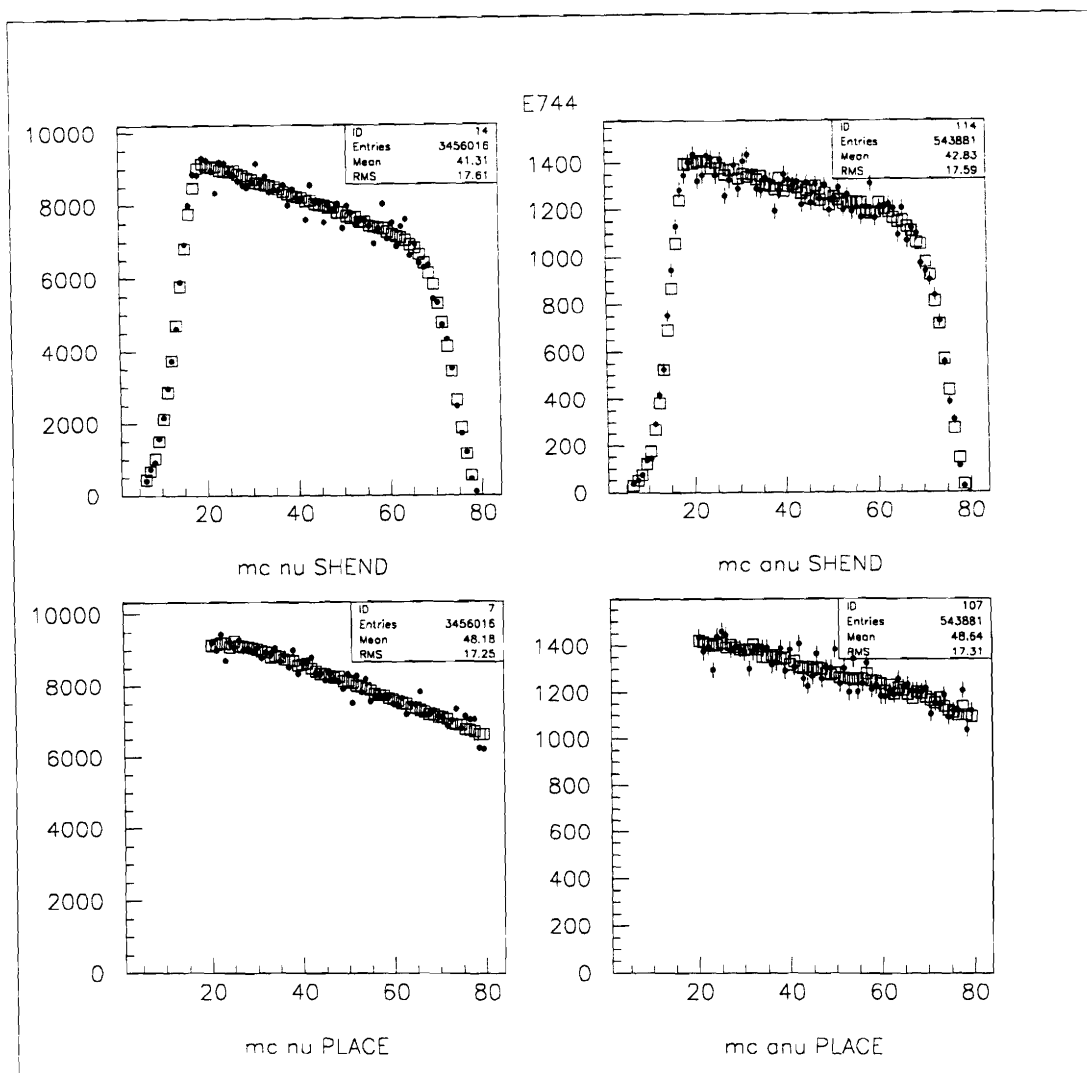 E744
ID 14
Entries 3456016
Mean 41.31
RMS 17.61
10000
8000
6000
4000
2000
0
20 40 60 80
mc nu SHEND
ID 114
Entries 543881
Mean 42.83
RMS 17.59
1400
1200
1000
800
600
400
200
0
20 40 60 80
mc anu SHEND
ID 7
Entries 3456016
Mean 48.18
RMS 17.25
10000
8000
6000
4000
2000
0
20 40 60 80
mc nu PLACE
ID 107
Entries 543881
Mean 48.64
RMS 17.31
1400
1200
1000
800
600
400
200
0
20 40 60 80
mc anu PLACE